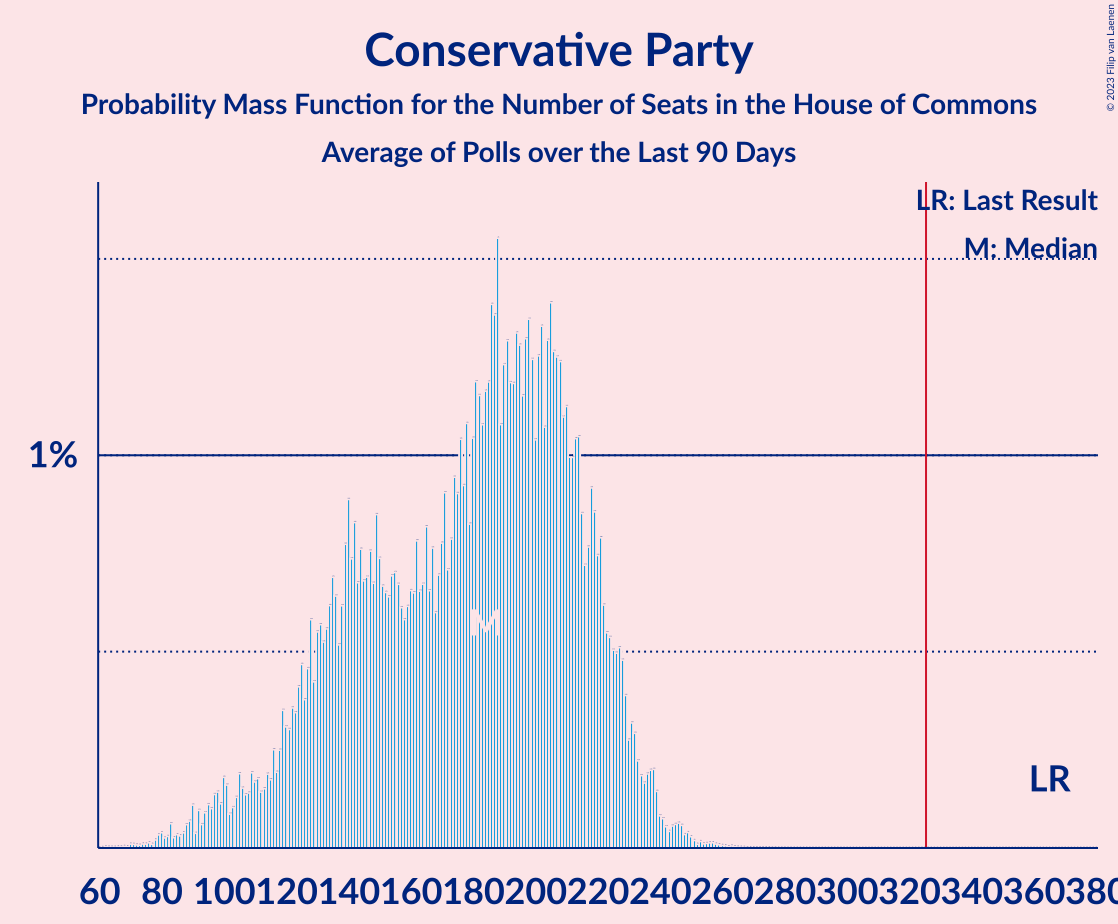 Conservative Party
Probability Mass Function for the Number of Seats in the House of Commons
Average of Polls over the Last 90 Days
© 2023 Filip van Laenen
LR: Last Result
M: Median
1%
M
LR
60 80 100 120 140 160 180 200 220 240 260 280 300 320 340 360 380